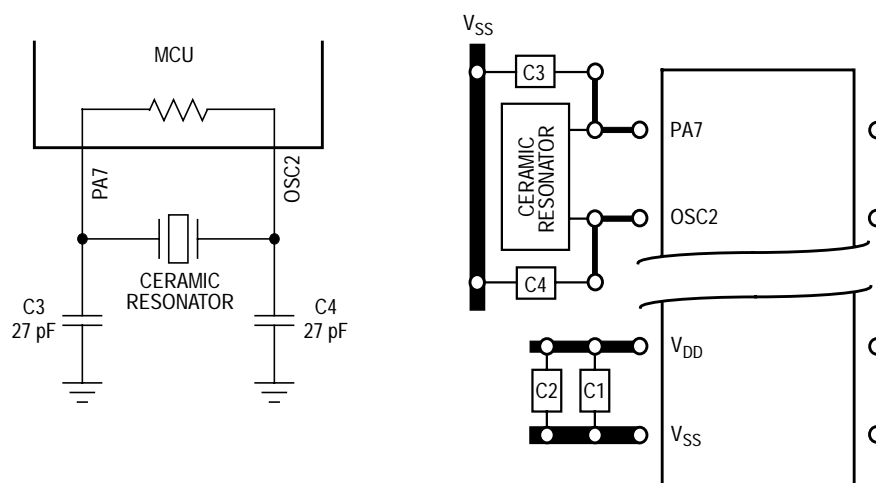 MCU
PA7
OSC2
CERAMIC
RESONATOR
C3
27 pF
C4
27 pF
VSS
C3
CERAMIC
RESONATOR
C4
PA7
OSC2
VDD
C2
C1
VSS